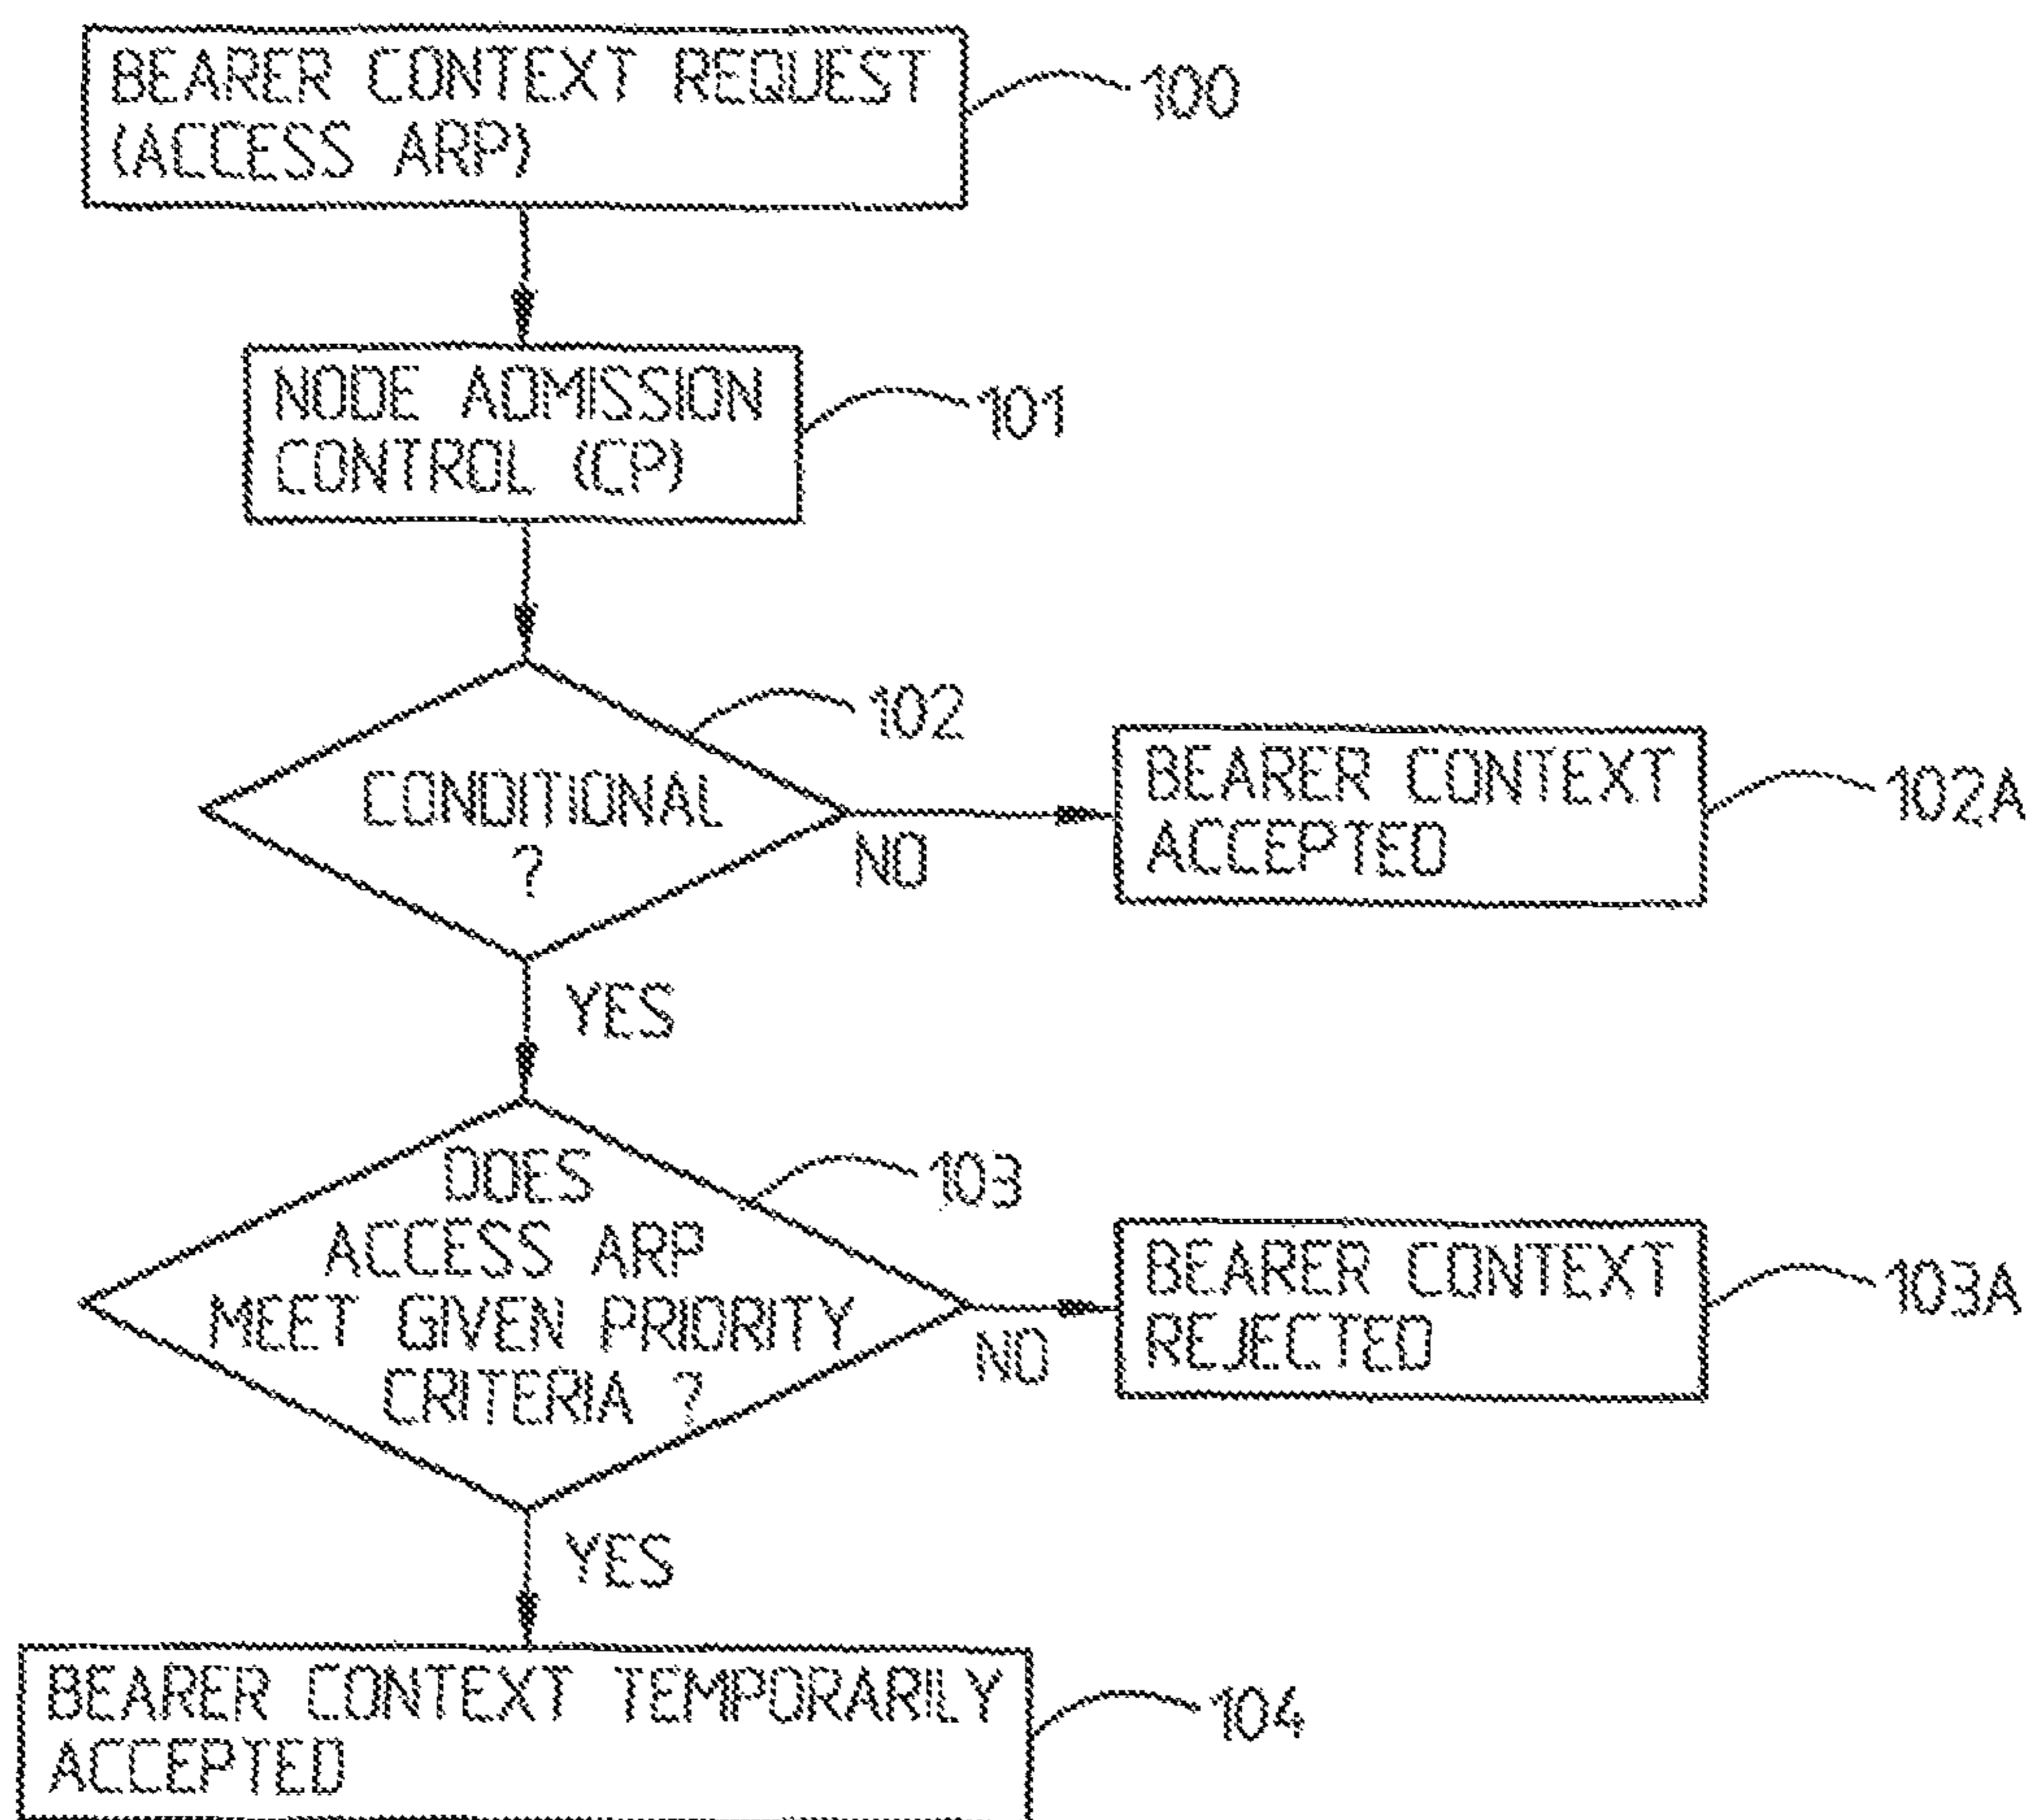 BEARER CONTEXT REQUEST
(ACCESS ARP)
100
NODE ADMISSION
CONTROL (CP)
101
102
CONDITIONAL
?
NO
BEARER CONTEXT
ACCEPTED
102A
YES
DOES
ACCESS ARP
MEET GIVEN PRIORITY
CRITERIA ?
103
NO
BEARER CONTEXT
REJECTED
103A
YES
BEARER CONTEXT TEMPORARILY
ACCEPTED
104